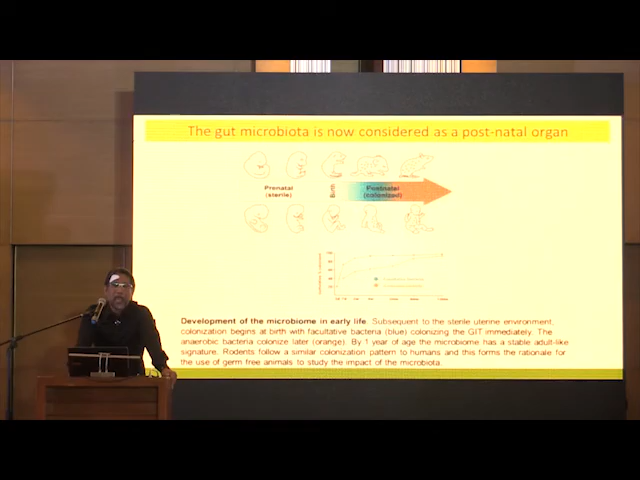 The gut microbiota is now considered as a post-natal organ
Prenatal
(sterile)
Birth
Postnatal
(colonized)
Development of the microbiome in early life. Subsequent to the sterile uterine environment,
colonization begins at birth with facultative bacteria (blue) colonizing the GIT immediately. The
anaerobic bacteria colonize later (orange). By 1 year of age the microbiome has a stable adult-like
signature. Rodents follow a similar colonization pattern to humans and this forms the rationale for
the use of germ free animals to study the impact of the microbiota.